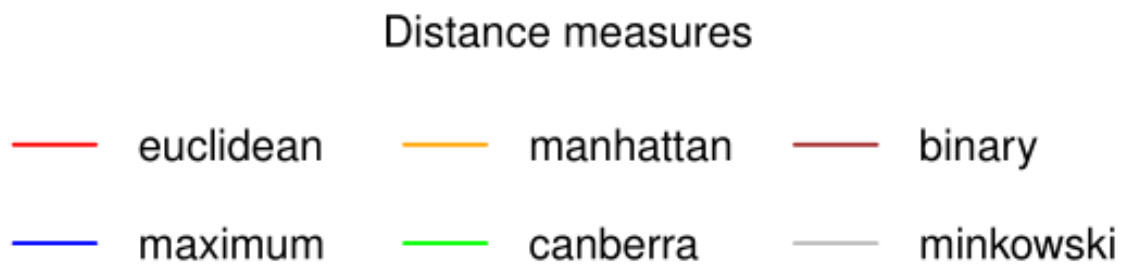 Distance measures
euclidean manhattan binary
maximum canberra minkowski